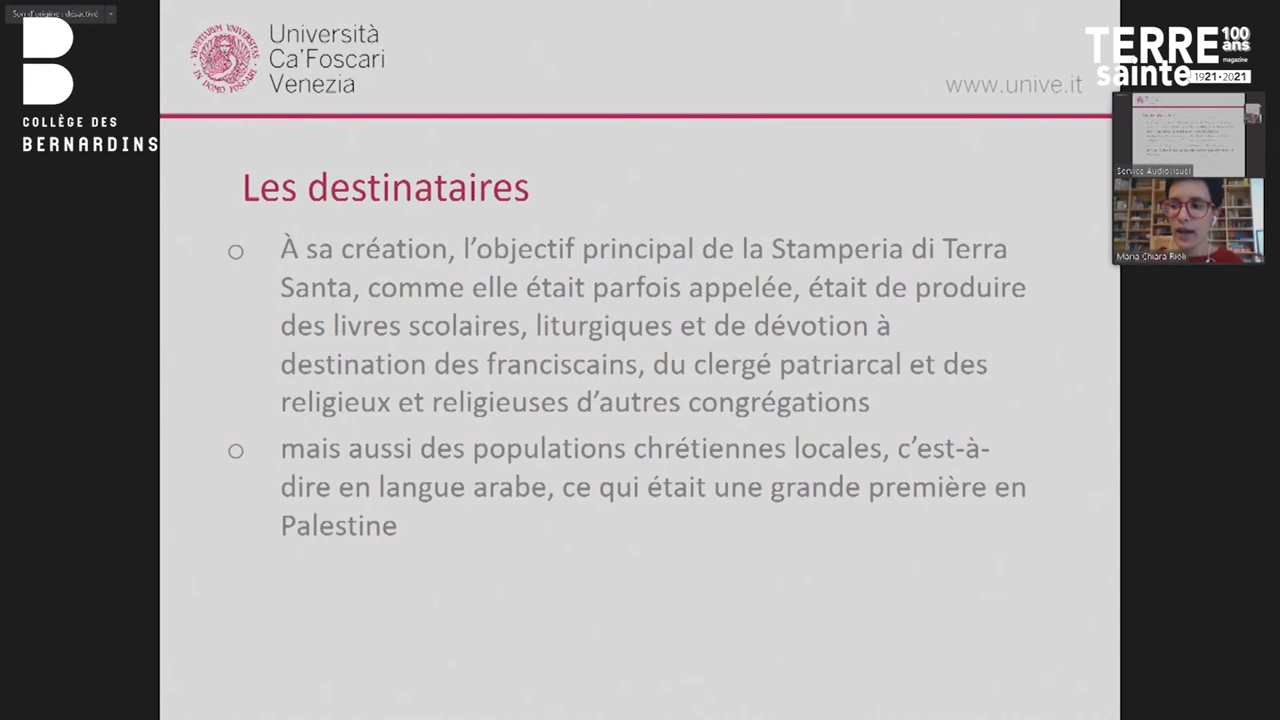 Son d'origine : désactivé
COLLÈGE DES
BERNARDINS
Università
Ca'Foscari
Venezia
www.unive.it
TERRE
sainte
100
ans
magazine
1921•2021
Service Audiovisuel
Maria Chiara Rioli
Les destinataires
○ À sa création, l'objectif principal de la Stamperia di Terra
Santa, comme elle était parfois appelée, était de produire
des livres scolaires, liturgiques et de dévotion à
destination des franciscains, du clergé patriarcal et des
religieux et religieuses d'autres congrégations
○ mais aussi des populations chrétiennes locales, c'est-à-
dire en langue arabe, ce qui était une grande première en
Palestine